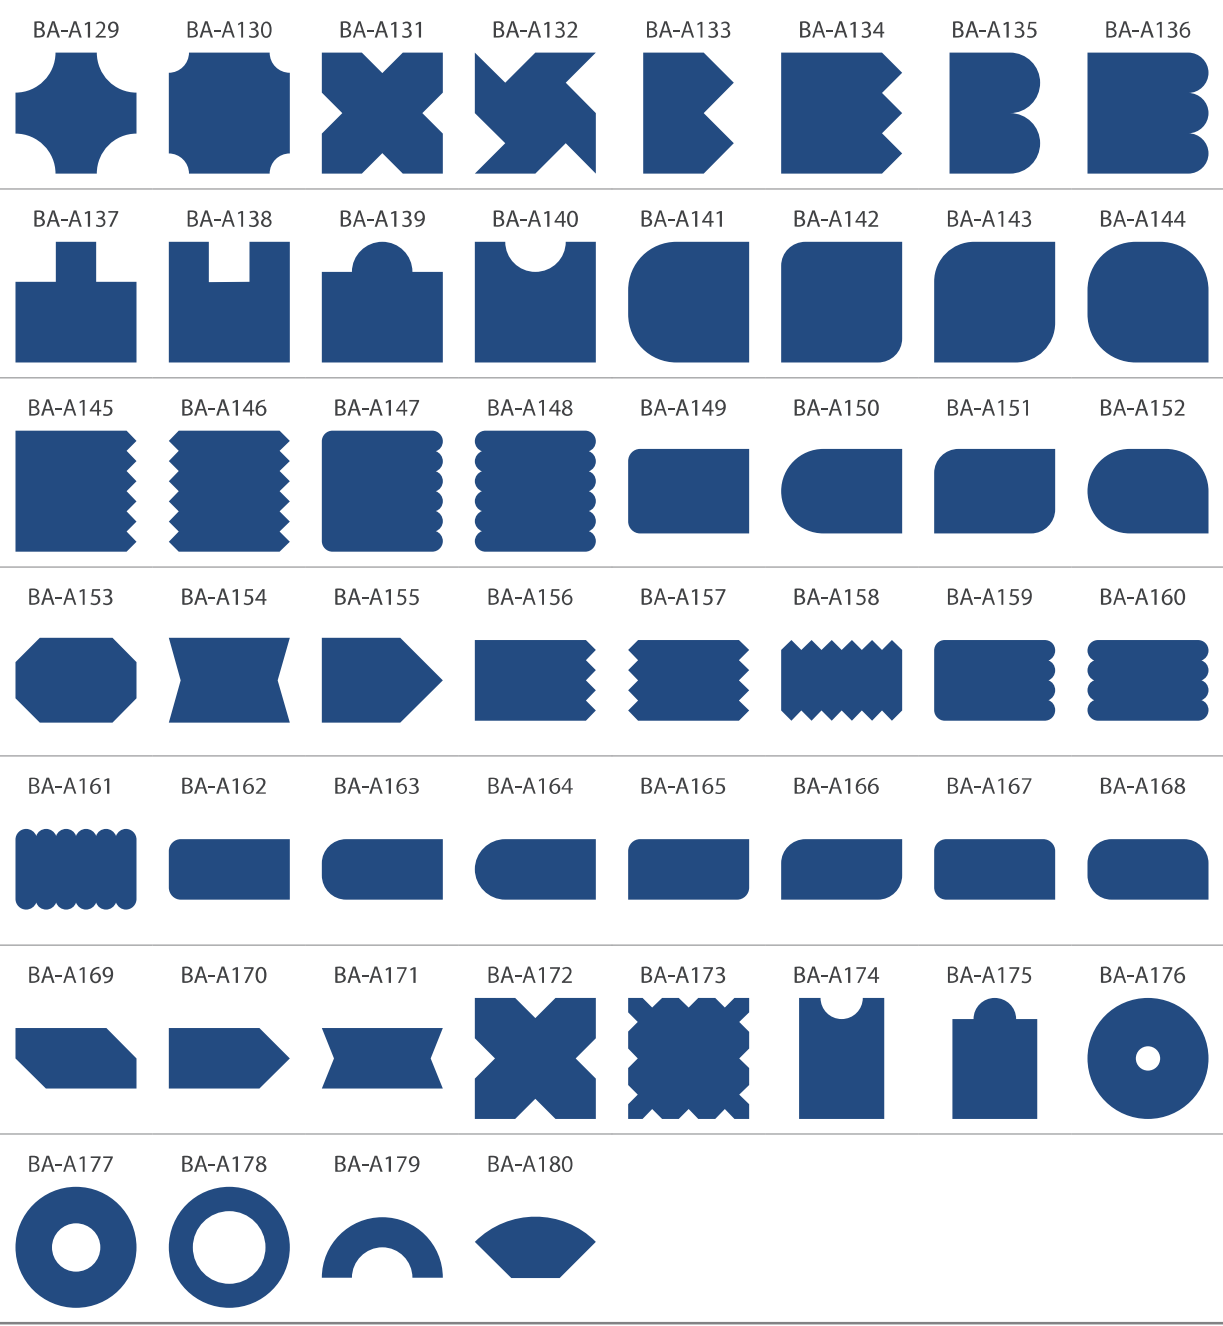 BA-A129 BA-A130 BA-A131 BA-A132 BA-A133 BA-A134 BA-A135 BA-A136
BA-A137 BA-A138 BA-A139 BA-A140 BA-A141 BA-A142 BA-A143 BA-A144
BA-A145 BA-A146 BA-A147 BA-A148 BA-A149 BA-A150 BA-A151 BA-A152
BA-A153 BA-A154 BA-A155 BA-A156 BA-A157 BA-A158 BA-A159 BA-A160
BA-A161 BA-A162 BA-A163 BA-A164 BA-A165 BA-A166 BA-A167 BA-A168
BA-A169 BA-A170 BA-A171 BA-A172 BA-A173 BA-A174 BA-A175 BA-A176
BA-A177 BA-A178 BA-A179 BA-A180